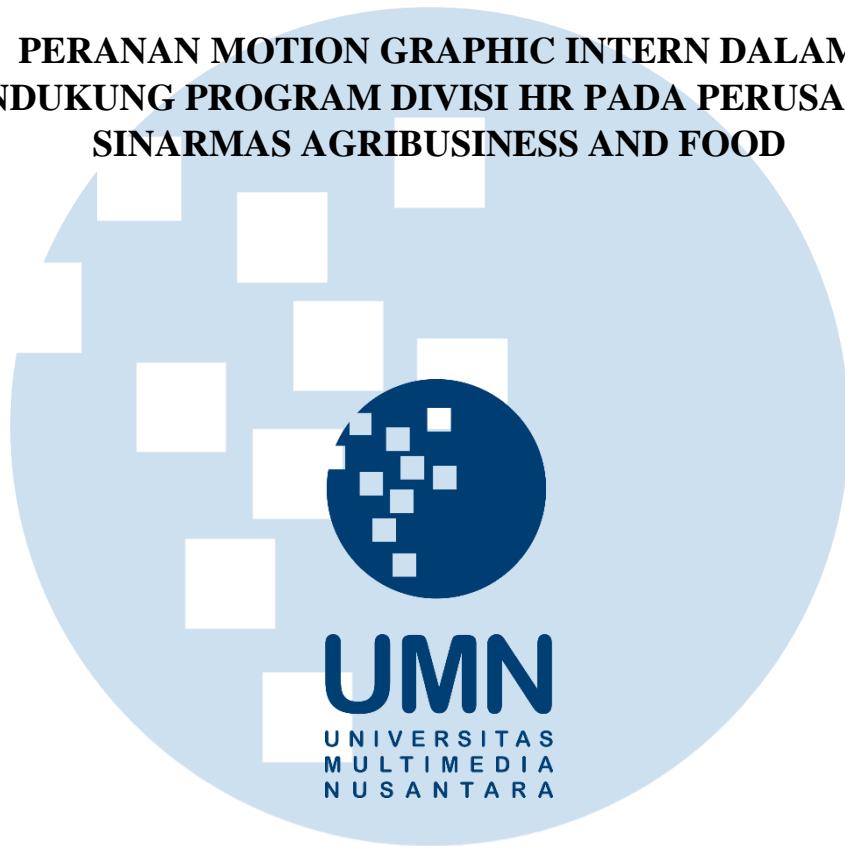 PERANAN MOTION GRAPHIC INTERN DALAM
NDUKUNG PROGRAM DIVISI HR PADA PERUSA
SINARMAS AGRIBUSINESS AND FOOD
UMN
UNIVERSITAS
MULTIMEDIA
NUSANTARA